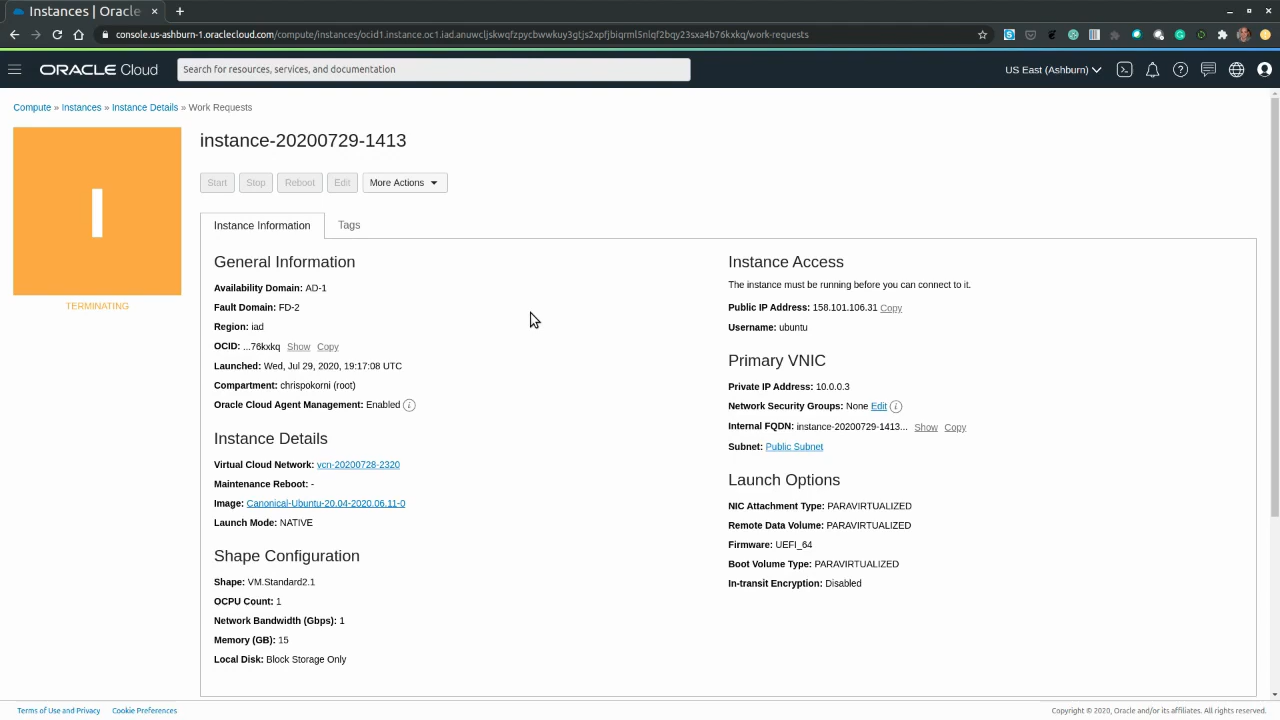 Instances | Oracle C
console.us-ashburn-1.oraclecloud.com/compute/instances/ocid1.instance.oc1.iad.anuwcljskwqfzpycbwwkuy3gtjs2xpfjbiqrml5nlqf2bqy23sxa4b76kxkq/work-requests
ORACLE Cloud
Search for resources, services, and documentation
US East (Ashburn)
Compute » Instances » Instance Details » Work Requests
I
TERMINATING
instance-20200729-1413
Start Stop Reboot Edit More Actions
Instance Information Tags
General Information
Availability Domain: AD-1
Fault Domain: FD-2
Region: iad
OCID: ...76kxkq Show Copy
Launched: Wed, Jul 29, 2020, 19:17:08 UTC
Compartment: chrispokorni (root)
Oracle Cloud Agent Management: Enabled i
Instance Details
Virtual Cloud Network: vcn-20200728-2320
Maintenance Reboot: -
Image: Canonical-Ubuntu-20.04-2020.06.11-0
Launch Mode: NATIVE
Shape Configuration
Shape: VM.Standard2.1
OCPU Count: 1
Network Bandwidth (Gbps): 1
Memory (GB): 15
Local Disk: Block Storage Only
Instance Access
The instance must be running before you can connect to it.
Public IP Address: 158.101.106.31 Copy
Username: ubuntu
Primary VNIC
Private IP Address: 10.0.0.3
Network Security Groups: None Edit i
Internal FQDN: instance-20200729-1413... Show Copy
Subnet: Public Subnet
Launch Options
NIC Attachment Type: PARAVIRTUALIZED
Remote Data Volume: PARAVIRTUALIZED
Firmware: UEFI_64
Boot Volume Type: PARAVIRTUALIZED
In-transit Encryption: Disabled
Terms of Use and Privacy Cookie Preferences
Copyright © 2020, Oracle and/or its affiliates. All rights reserved.